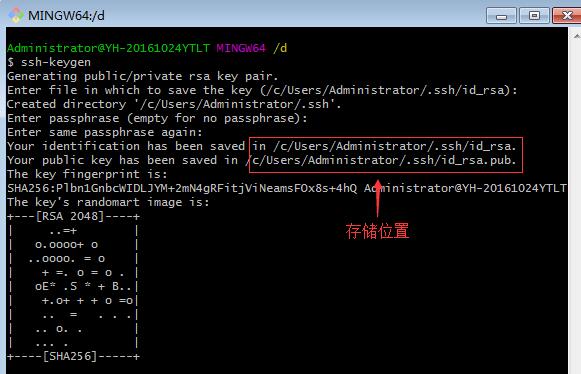 MINGW64:/d
Administrator@YH-20161024YTLT MINGW64 /d
$ ssh-keygen
Generating public/private rsa key pair.
Enter file in which to save the key (/c/Users/Administrator/.ssh/id_rsa):
Created directory '/c/Users/Administrator/.ssh'.
Enter passphrase (empty for no passphrase):
Enter same passphrase again:
Your identification has been saved in /c/Users/Administrator/.ssh/id_rsa.
Your public key has been saved in /c/Users/Administrator/.ssh/id_rsa.pub.
The key fingerprint is:
SHA256:Plbn1GnbcWIDLJYM+2mN4gRFitjViNeamsFOx8s+4hQ Administrator@YH-20161024YTLT
The key's randomart image is:
+---[RSA 2048]----+
|      ..=+       |
|    o.oooo+ o    |
|   ..oooo. = o   |
|     + =. o = o .|
|    oE* .S * + B..|
|     +.o+ + + o =o|
|    ..  =   . . .|
|    .. o. .      |
|    ... .        |
+----[SHA256]-----+
存储位置